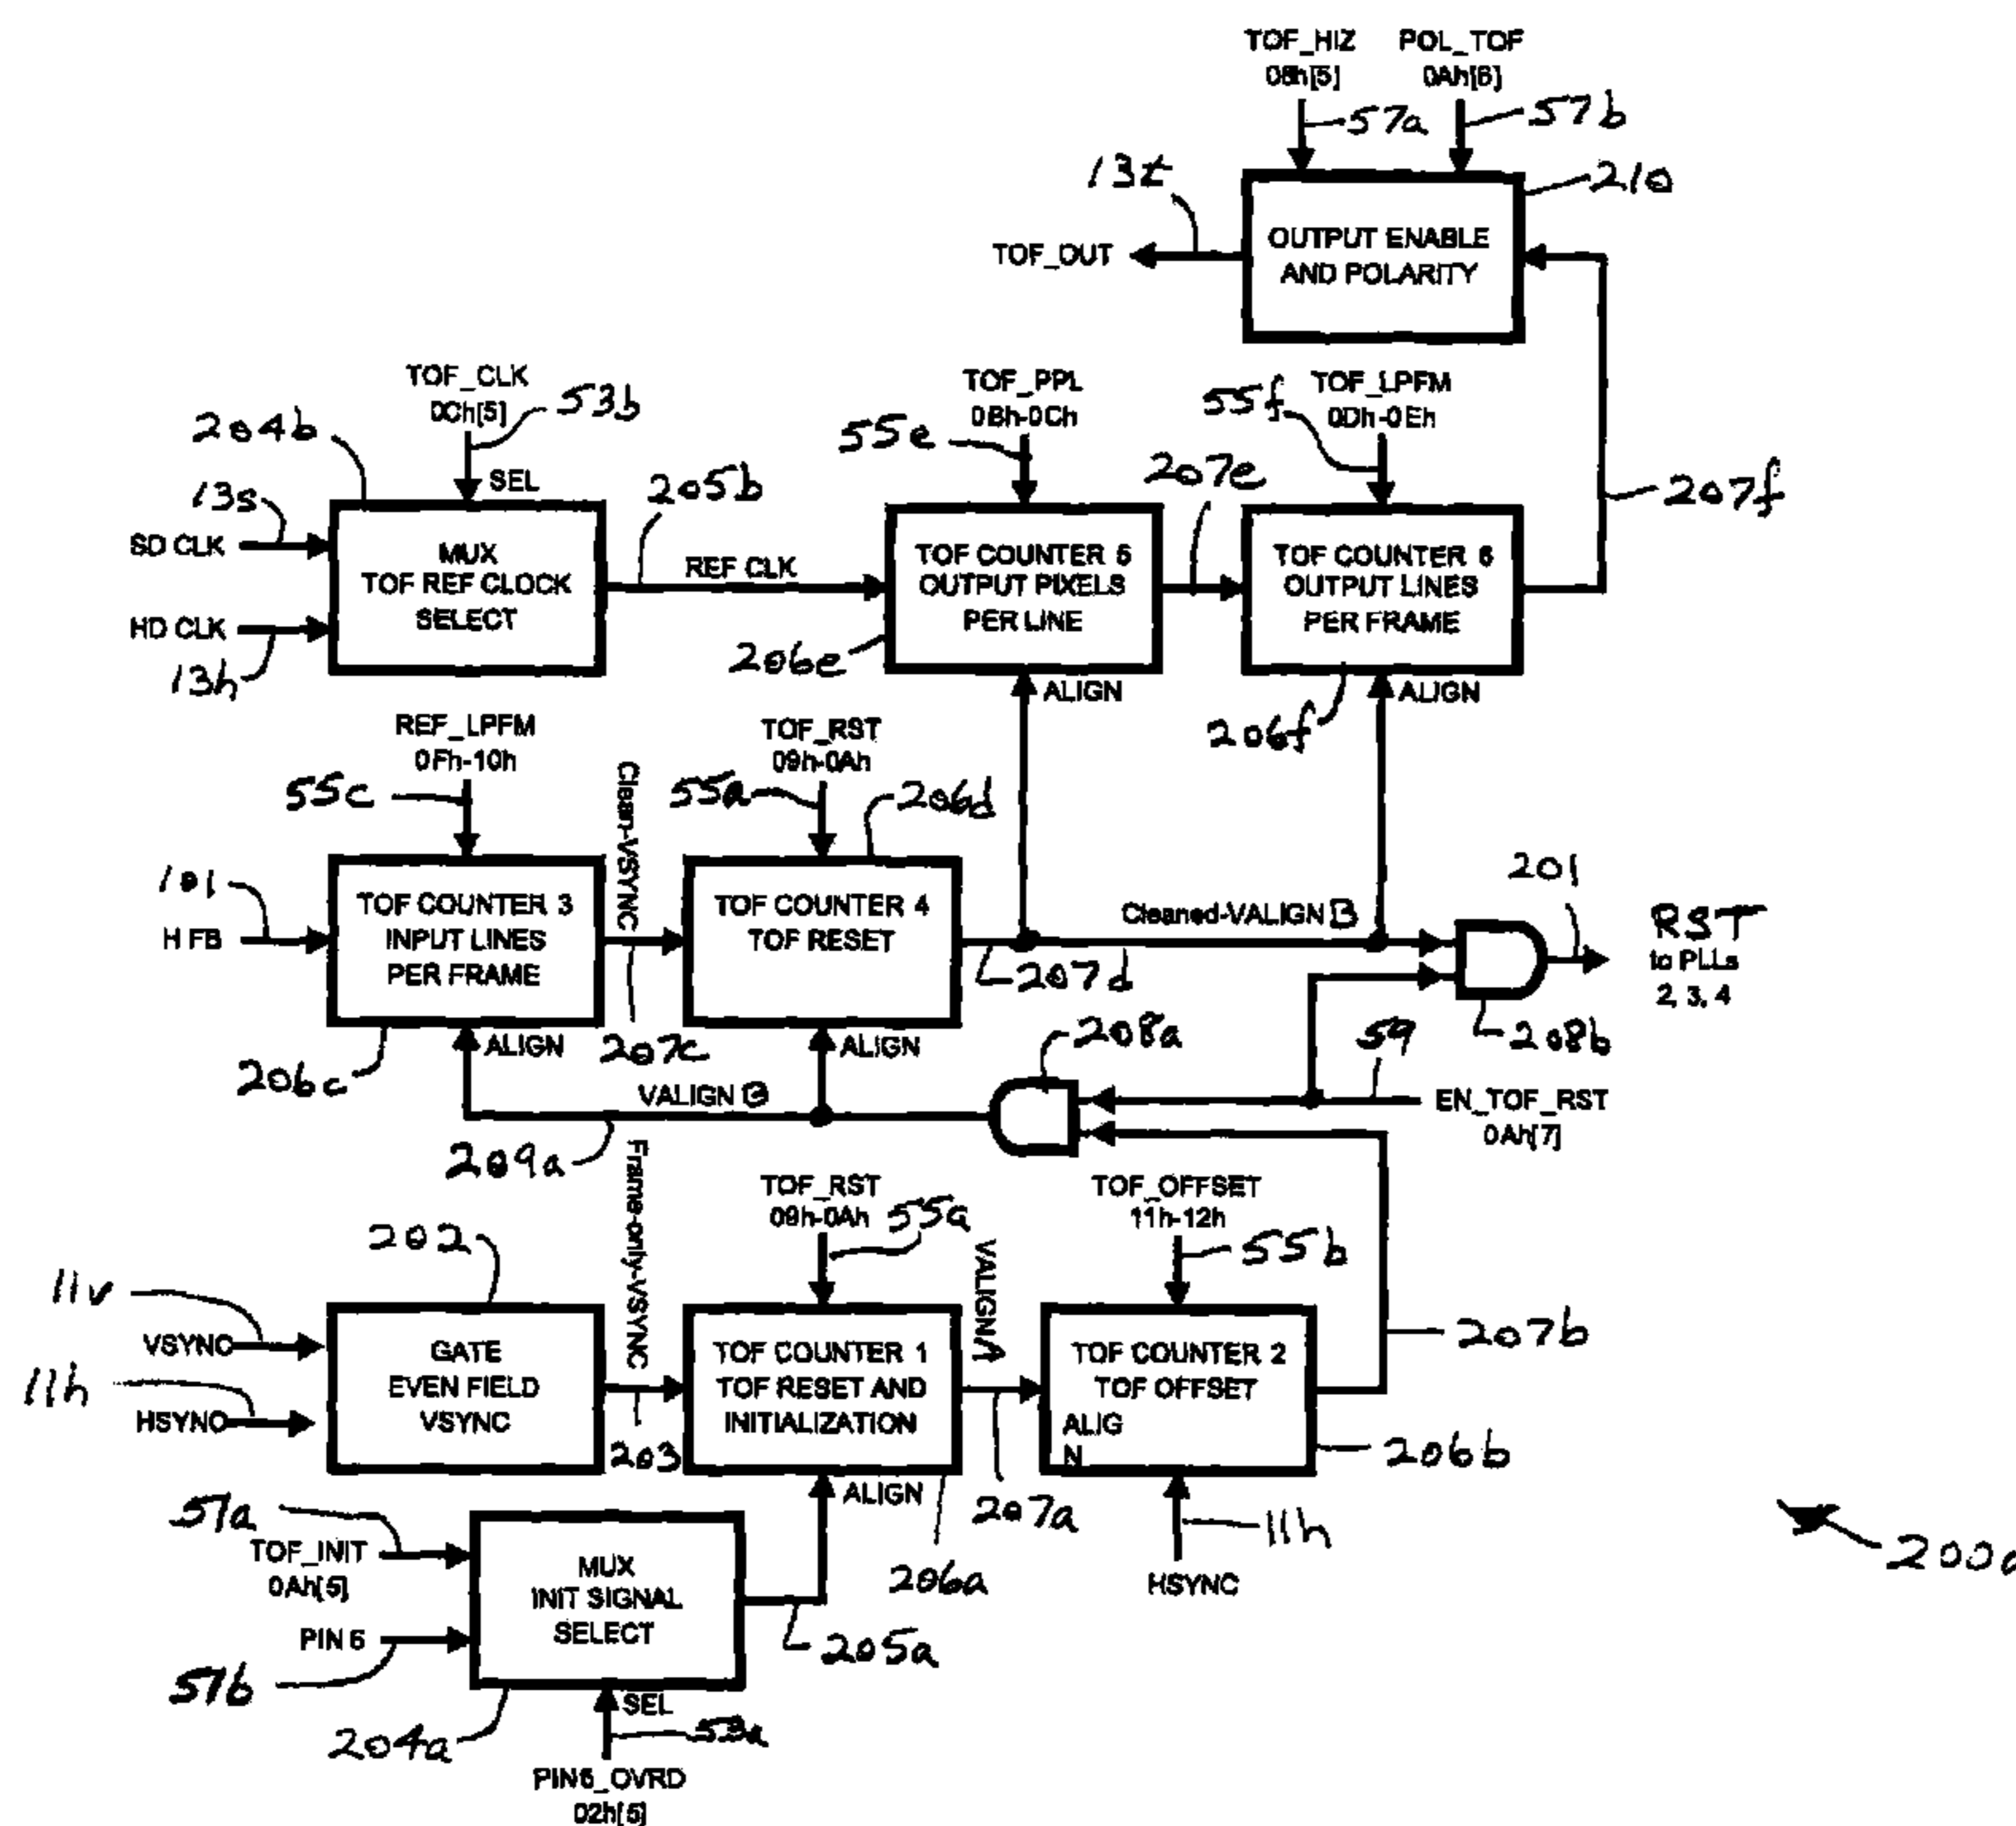 TOF_HIZ POL_TOF
08h[5] 0Ah[6]
57a 57b
13t 210
TOF_OUT
OUTPUT ENABLE
AND POLARITY
TOF_CLK
0Ch[5]
53b
TOF_PPL
0Bh-0Ch
55e
TOF_LPFM
0Dh-0Eh
55f
204b
SEL
13s
205b
207e
207f
SD CLK
HD CLK
13h
MUX
TOF REF CLOCK
SELECT
REF CLK
TOF COUNTER 5
OUTPUT PIXELS
PER LINE
TOF COUNTER 6
OUTPUT LINES
PER FRAME
206e
ALIGN
ALIGN
206f
REF_LPFM
0Fh-10h
55c
Clean-VSYNC
TOF_RST
09h-0Ah
55a
206d
101
H FB
TOF COUNTER 3
INPUT LINES
PER FRAME
TOF COUNTER 4
TOF RESET
Cleaned-VALIGN B
201
RST
to PLLs
2, 3, 4
207d
208b
206c
ALIGN
207c
ALIGN
208a
59
VALIGN B
EN_TOF_RST
0Ah[7]
209a
Frame-only-VSYNC
TOF_RST
09h-0Ah
55a
VALIGN A
TOF_OFFSET
11h-12h
55b
202
11v
VSYNC
11h
HSYNC
GATE
EVEN FIELD
VSYNC
203
TOF COUNTER 1
TOF RESET AND
INITIALIZATION
TOF COUNTER 2
TOF OFFSET
ALIG
N
207b
206b
ALIGN
207a
206a
11h
HSYNC
200a
57a
TOF_INIT
0Ah[5]
PIN 6
57b
MUX
INIT SIGNAL
SELECT
205a
204a
SEL
53a
PIN6_OVRD
02h[5]